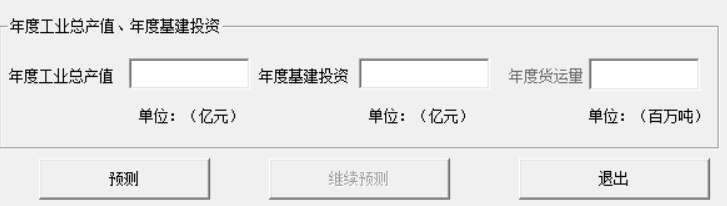 年度工业总产值、年度基建投资
年度工业总产值 年度基建投资 年度货运量
单位：（亿元） 单位：（亿元） 单位：（百万吨）
预测 继续预测 退出